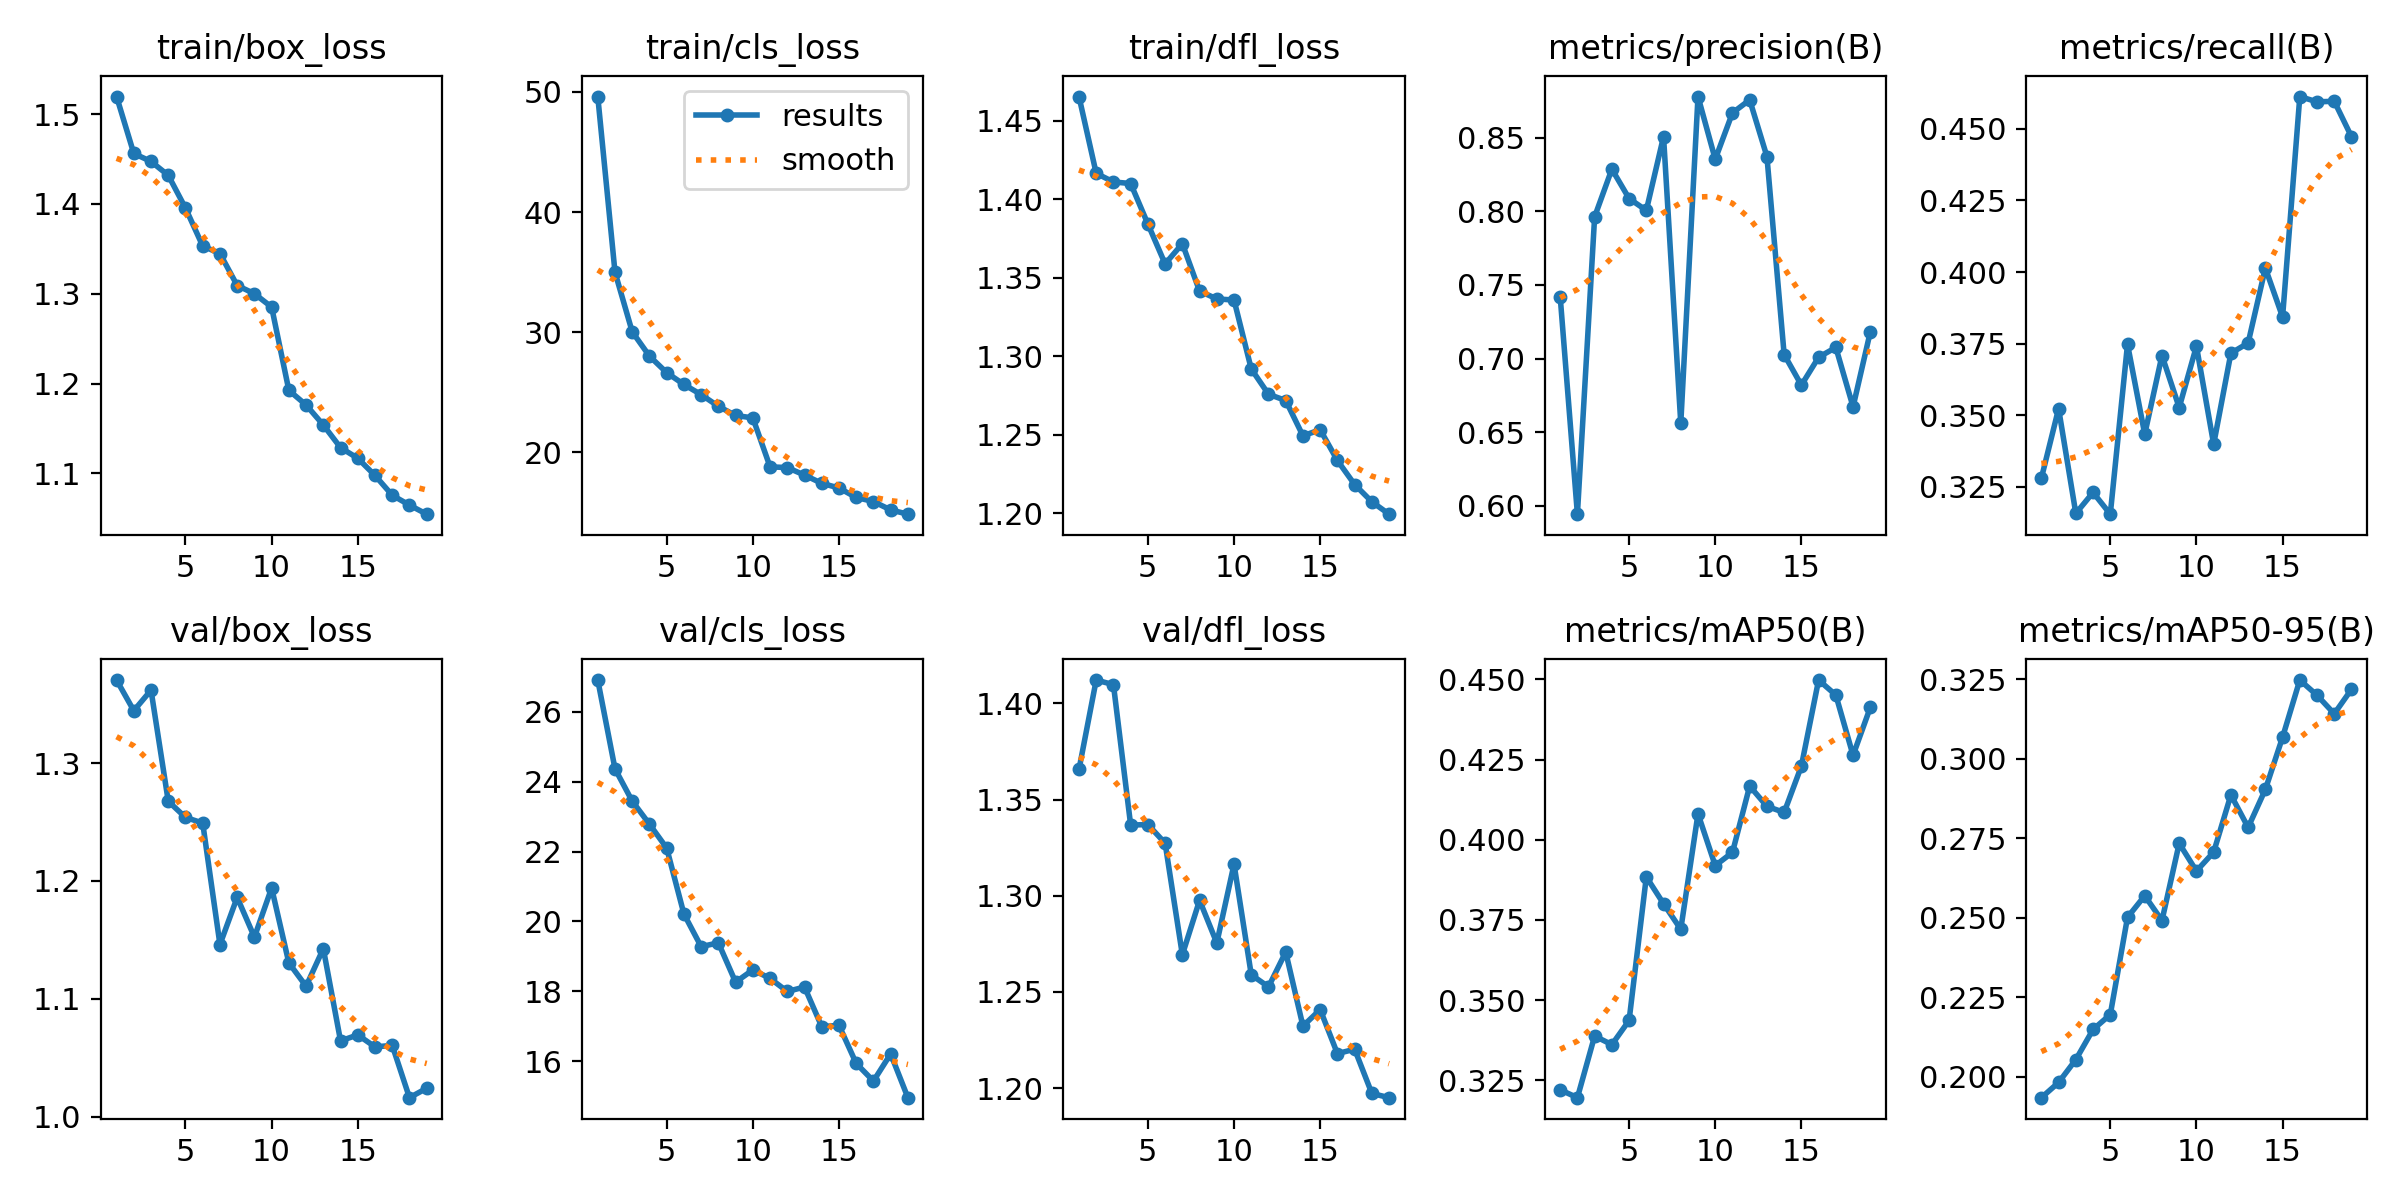 train/box_loss
1.5
1.4
1.3
1.2
1.1
5 10 15
train/cls_loss
50
40
30
20
5 10 15
results
smooth
train/dfl_loss
1.45
1.40
1.35
1.30
1.25
1.20
5 10 15
metrics/precision(B)
0.85
0.80
0.75
0.70
0.65
0.60
5 10 15
metrics/recall(B)
0.450
0.425
0.400
0.375
0.350
0.325
5 10 15
val/box_loss
1.3
1.2
1.1
1.0
5 10 15
val/cls_loss
26
24
22
20
18
16
5 10 15
val/dfl_loss
1.40
1.35
1.30
1.25
1.20
5 10 15
metrics/mAP50(B)
0.450
0.425
0.400
0.375
0.350
0.325
5 10 15
metrics/mAP50-95(B)
0.325
0.300
0.275
0.250
0.225
0.200
5 10 15